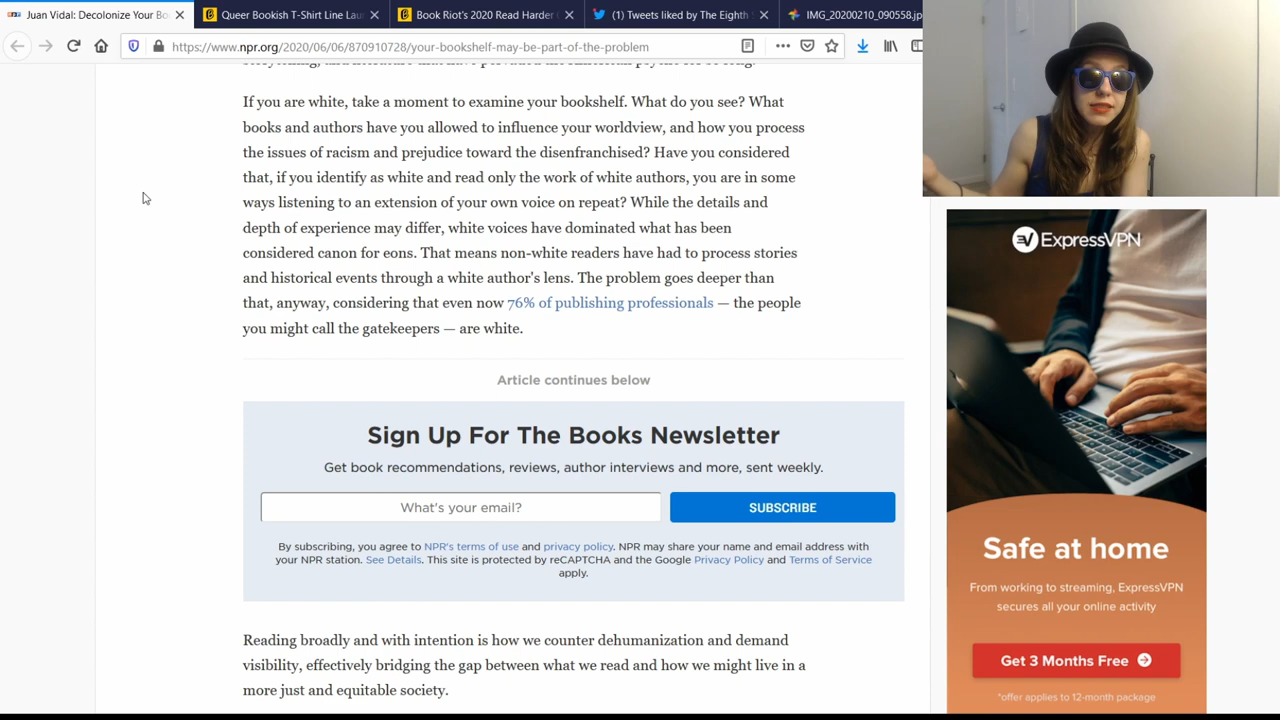 Juan Vidal: Decolonize Your Bo
Queer Bookish T-Shirt Line Lau
Book Riot's 2020 Read Harder
(1) Tweets liked by The Eighth
IMG_20200210_090558.jp
https://www.npr.org/2020/06/06/870910728/your-bookshelf-may-be-part-of-the-problem
If you are white, take a moment to examine your bookshelf. What do you see? What
books and authors have you allowed to influence your worldview, and how you process
the issues of racism and prejudice toward the disenfranchised? Have you considered
that, if you identify as white and read only the work of white authors, you are in some
ways listening to an extension of your own voice on repeat? While the details and
depth of experience may differ, white voices have dominated what has been
considered canon for eons. That means non-white readers have had to process stories
and historical events through a white author's lens. The problem goes deeper than
that, anyway, considering that even now 76% of publishing professionals — the people
you might call the gatekeepers — are white.
Article continues below
Sign Up For The Books Newsletter
Get book recommendations, reviews, author interviews and more, sent weekly.
What's your email?
SUBSCRIBE
By subscribing, you agree to NPR's terms of use and privacy policy. NPR may share your name and email address with
your NPR station. See Details. This site is protected by reCAPTCHA and the Google Privacy Policy and Terms of Service
apply.
Reading broadly and with intention is how we counter dehumanization and demand
visibility, effectively bridging the gap between what we read and how we might live in a
more just and equitable society.
ExpressVPN
Safe at home
From working to streaming, ExpressVPN
secures all your online activity
Get 3 Months Free
*offer applies to 12-month package